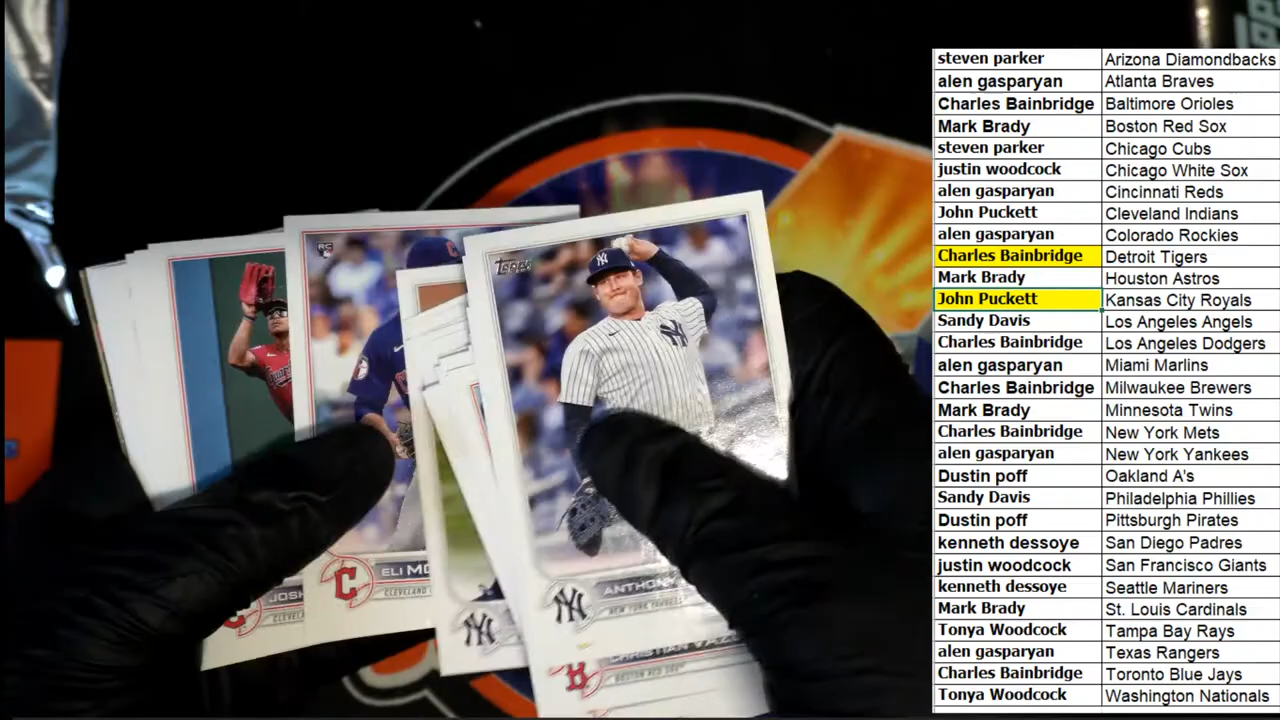 steven parker Arizona Diamondbacks
alen gasparyan Atlanta Braves
Charles Bainbridge Baltimore Orioles
Mark Brady Boston Red Sox
steven parker Chicago Cubs
justin woodcock Chicago White Sox
alen gasparyan Cincinnati Reds
John Puckett Cleveland Indians
alen gasparyan Colorado Rockies
Charles Bainbridge Detroit Tigers
Mark Brady Houston Astros
John Puckett Kansas City Royals
Sandy Davis Los Angeles Angels
Charles Bainbridge Los Angeles Dodgers
alen gasparyan Miami Marlins
Charles Bainbridge Milwaukee Brewers
Mark Brady Minnesota Twins
Charles Bainbridge New York Mets
alen gasparyan New York Yankees
Dustin poff Oakland A's
Sandy Davis Philadelphia Phillies
Dustin poff Pittsburgh Pirates
kenneth dessoye San Diego Padres
justin woodcock San Francisco Giants
kenneth dessoye Seattle Mariners
Mark Brady St. Louis Cardinals
Tonya Woodcock Tampa Bay Rays
alen gasparyan Texas Rangers
Charles Bainbridge Toronto Blue Jays
Tonya Woodcock Washington Nationals
RC
Topps
NY
NY
JOSH
C
ELI MO
CLEVELAND
NY
NY
ANTHON
NEW YORK YANKEES
B
CHRISTIAN
BOSTON RED SOX